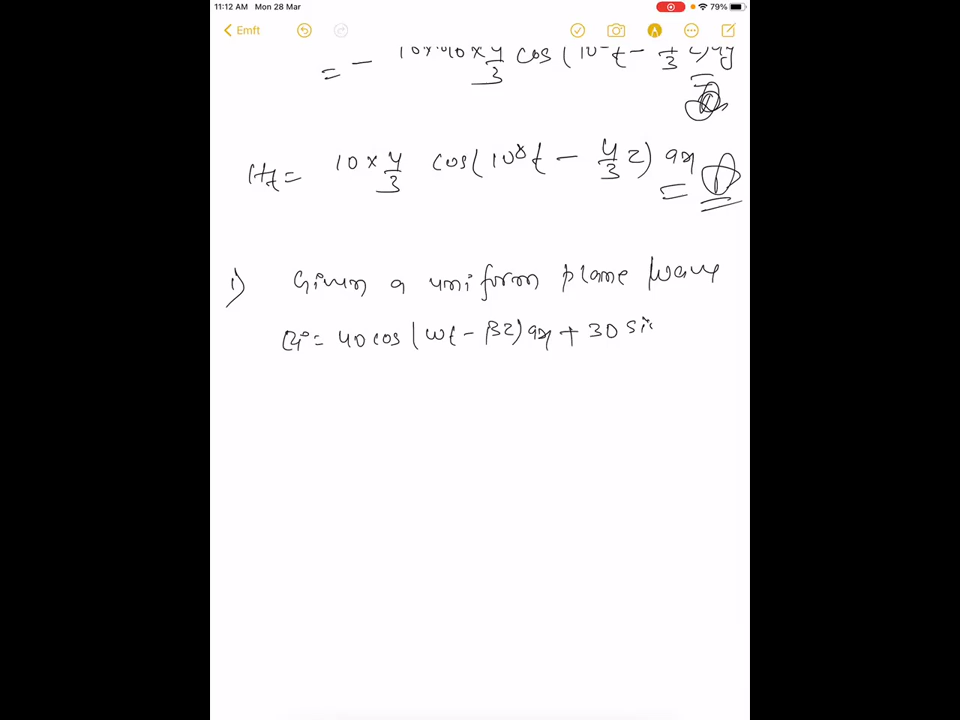 11:12 AM Mon 28 Mar
79%
Emft
= - 10 × 4/3 cos(10 t - 4/3 z) ay
Ht = 10 × 4/3 cos(10⁸t - 4/3 z) ax
1) Given a uniform plane wave
Ei = 40 cos(ωt - βz)ax + 30 si